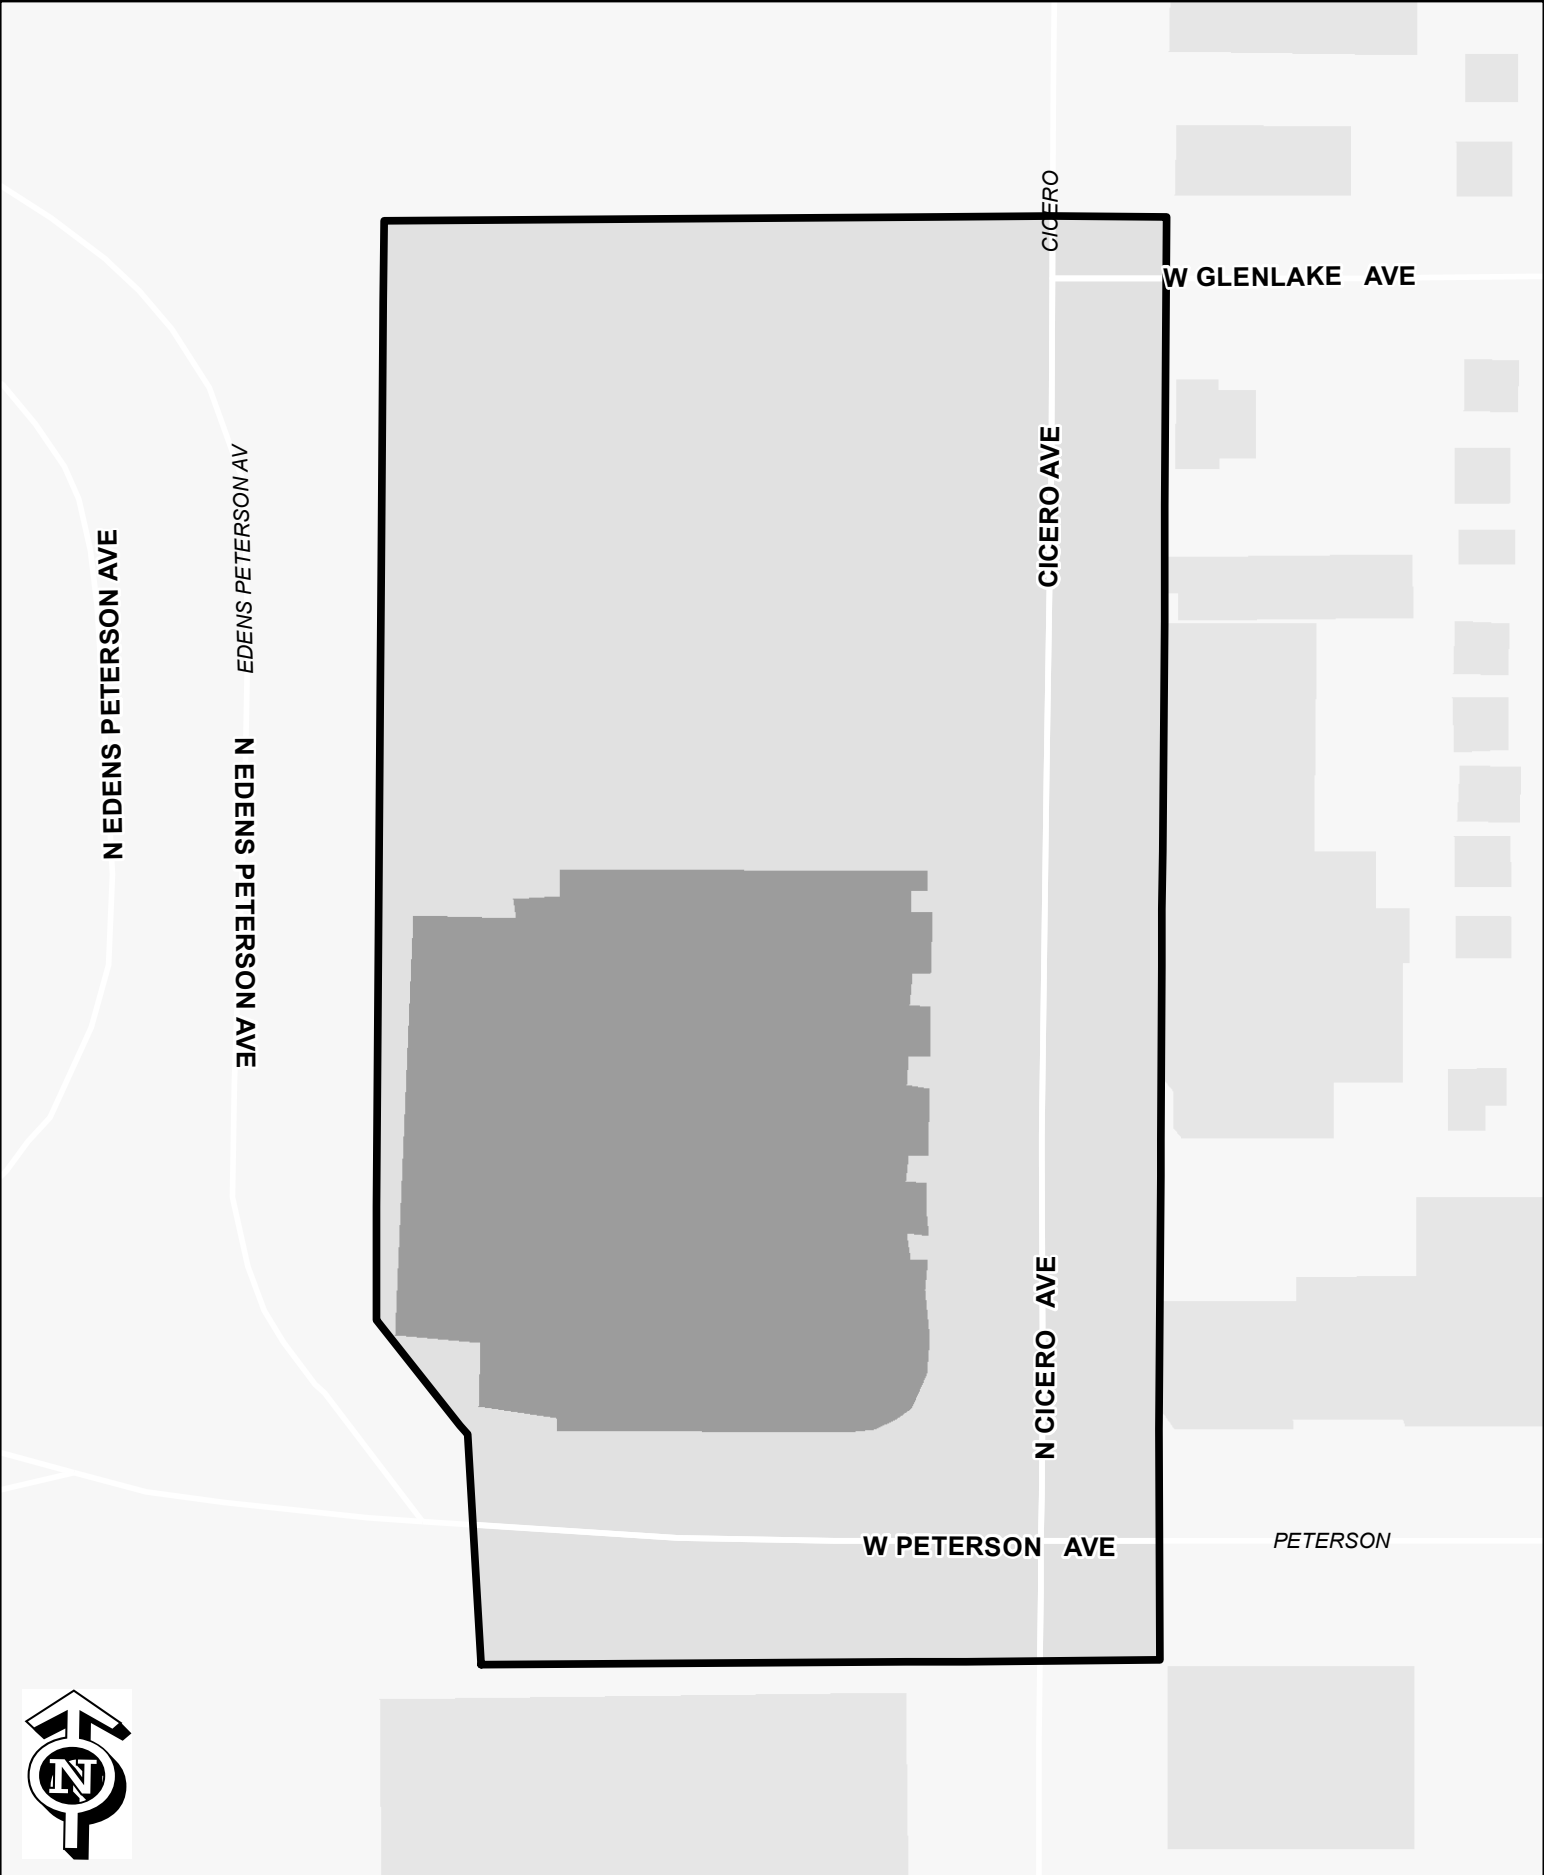 CICERO
W GLENLAKE AVE
CICERO AVE
EDENS PETERSON AV
N EDENS PETERSON AVE
N EDENS PETERSON AVE
N CICERO AVE
W PETERSON AVE
PETERSON
N